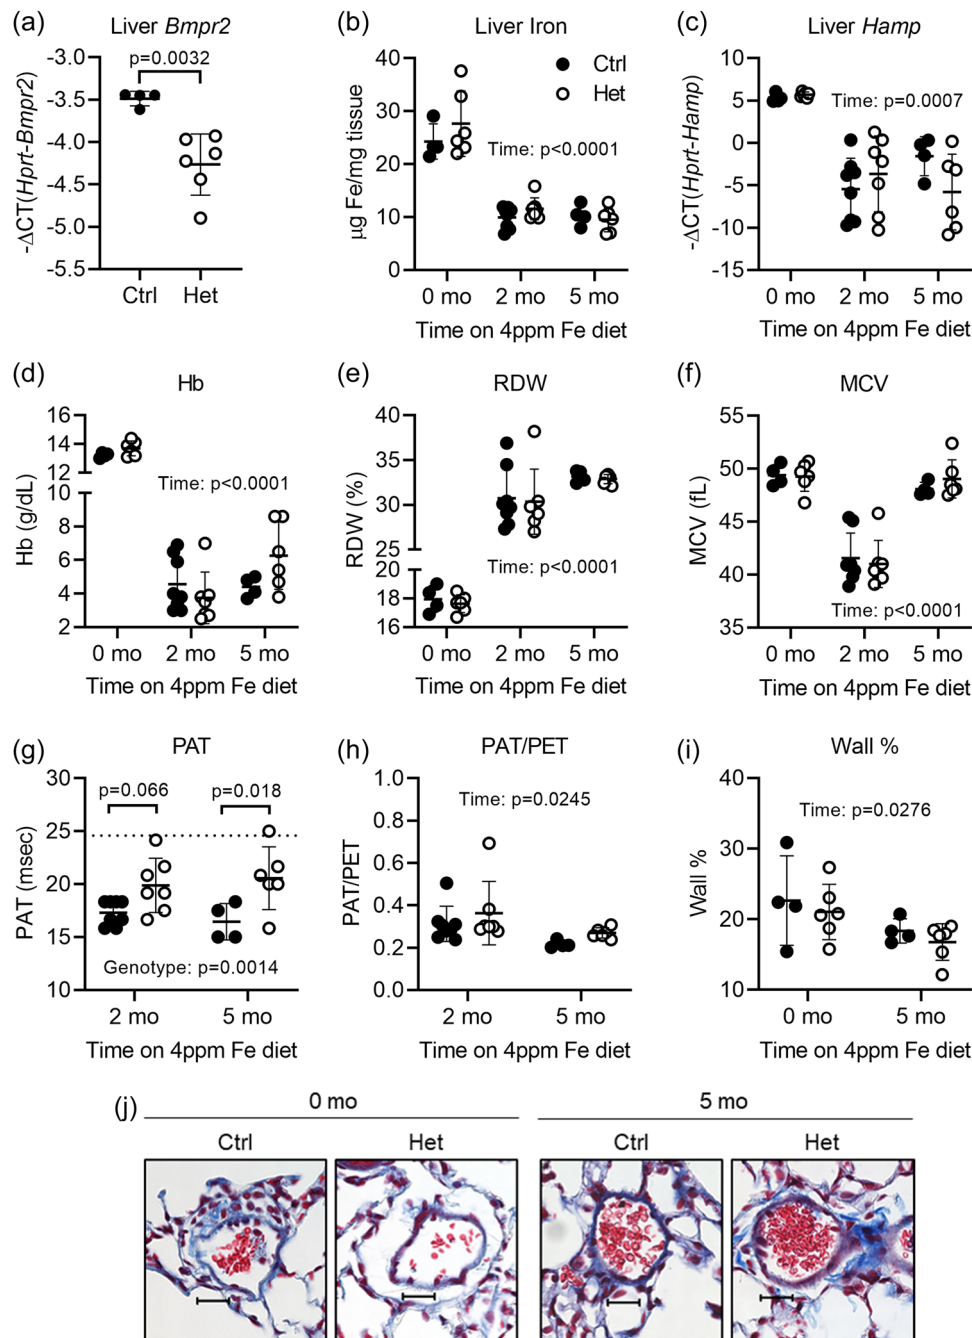 (a) Liver Bmpr2
-ΔCT(Hprt-Bmpr2)
-3.0
-3.5
-4.0
-4.5
-5.0
-5.5
p=0.0032
Ctrl Het
(b) Liver Iron
µg Fe/mg tissue
40
30
20
10
0
Ctrl
Het
Time: p<0.0001
0 mo 2 mo 5 mo
Time on 4ppm Fe diet
(c) Liver Hamp
-ΔCT(Hprt-Hamp)
10
5
0
-5
-10
-15
Time: p=0.0007
0 mo 2 mo 5 mo
Time on 4ppm Fe diet
(d) Hb
Hb (g/dL)
16
14
12
10
8
6
4
2
Time: p<0.0001
0 mo 2 mo 5 mo
Time on 4ppm Fe diet
(e) RDW
RDW (%)
40
35
30
25
20
18
16
Time: p<0.0001
0 mo 2 mo 5 mo
Time on 4ppm Fe diet
(f) MCV
MCV (fL)
55
50
45
40
35
Time: p<0.0001
0 mo 2 mo 5 mo
Time on 4ppm Fe diet
(g) PAT
PAT (msec)
30
25
20
15
10
p=0.066 p=0.018
Genotype: p=0.0014
2 mo 5 mo
Time on 4ppm Fe diet
(h) PAT/PET
PAT/PET
1.0
0.8
0.6
0.4
0.2
0.0
Time: p=0.0245
2 mo 5 mo
Time on 4ppm Fe diet
(i) Wall %
Wall %
40
30
20
10
Time: p=0.0276
0 mo 5 mo
Time on 4ppm Fe diet
(j) 0 mo 5 mo
Ctrl Het Ctrl Het